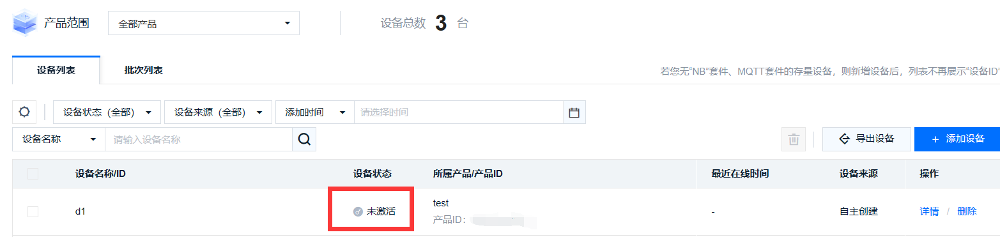 产品范围 全部产品 设备总数 3 台
设备列表 批次列表 若您无“NB”套件、MQTT套件的存量设备，则新增设备后，列表不再展示“设备ID”
设备状态（全部） 设备来源（全部） 添加时间 请选择时间
设备名称 请输入设备名称 导出设备 + 添加设备
设备名称/ID 设备状态 所属产品/产品ID 最近在线时间 设备来源 操作
d1 未激活 test - 自主创建 详情 / 删除
产品ID：